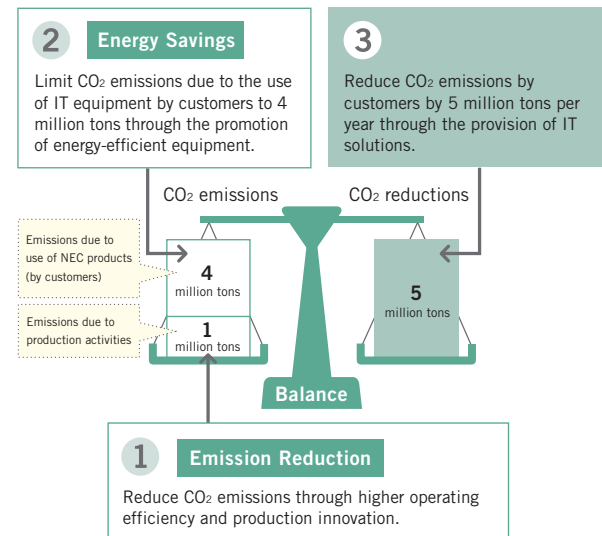 2 Energy Savings
Limit CO2 emissions due to the use
of IT equipment by customers to 4
million tons through the promotion
of energy-efficient equipment.
3
Reduce CO2 emissions by
customers by 5 million tons per
year through the provision of IT
solutions.
CO2 emissions
CO2 reductions
Emissions due to
use of NEC products
(by customers)
4
million tons
Emissions due to
production activities
1
million tons
5
million tons
Balance
1 Emission Reduction
Reduce CO2 emissions through higher operating
efficiency and production innovation.